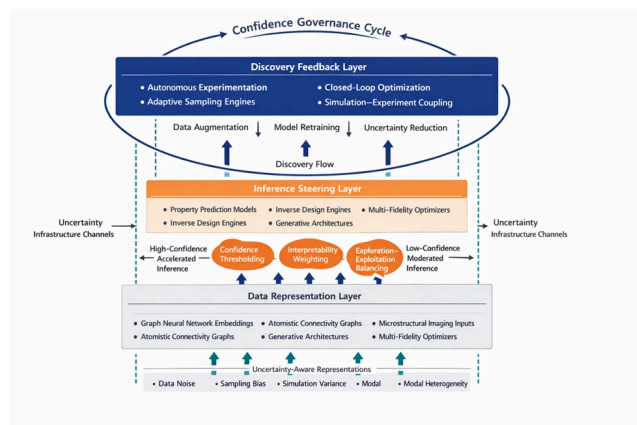 Confidence Governance Cycle
Discovery Feedback Layer
• Autonomous Experimentation
• Closed-Loop Optimization
• Adaptive Sampling Engines
• Simulation—Experiment Coupling
Data Augmentation
Model Retraining
Uncertainty Reduction
Discovery Flow
Inference Steering Layer
• Property Prediction Models
• Inverse Design Engines
• Multi-Fidelity Optimizers
• Inverse Design Engines
• Generative Architectures
Uncertainty
Infrastructure Channels
Uncertainty
Infrastructure Channels
High-Confidence
Accelerated
Inference
Confidence
Thresholding
Interpretability
Weighting
Exploration—
Exploitation
Balancing
Low-Confidence
Moderated
Inference
Data Representation Layer
• Graph Neural Network Embeddings
• Atomistic Connectivity Graphs
• Microstructural Imaging Inputs
• Atomistic Connectivity Graphs
• Generative Architectures
• Multi-Fidelity Optimizers
Uncertainty-Aware Representations
• Data Noise
• Sampling Bias
• Simulation Variance
• Modal
• Modal Heterogeneity